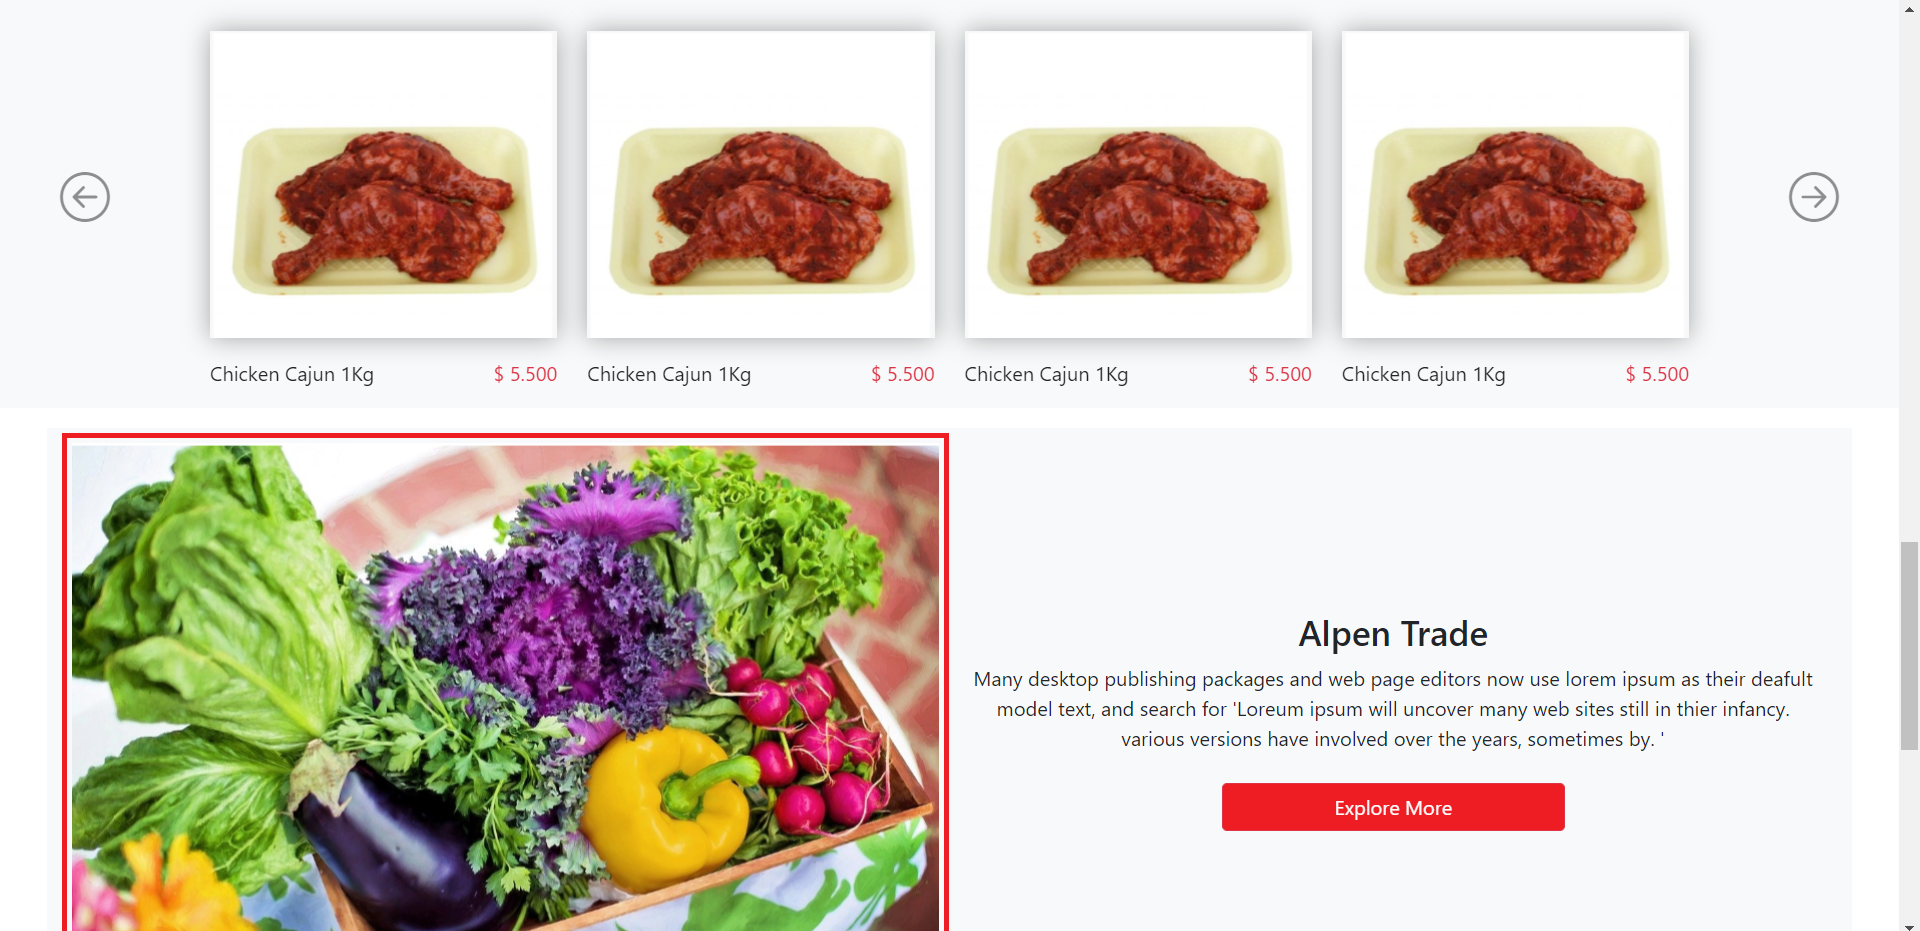 Chicken Cajun 1Kg $ 5.500 Chicken Cajun 1Kg $ 5.500 Chicken Cajun 1Kg $ 5.500 Chicken Cajun 1Kg $ 5.500
Alpen Trade
Many desktop publishing packages and web page editors now use lorem ipsum as their deafult
model text, and search for 'Loreum ipsum will uncover many web sites still in thier infancy.
various versions have involved over the years, sometimes by. '
Explore More